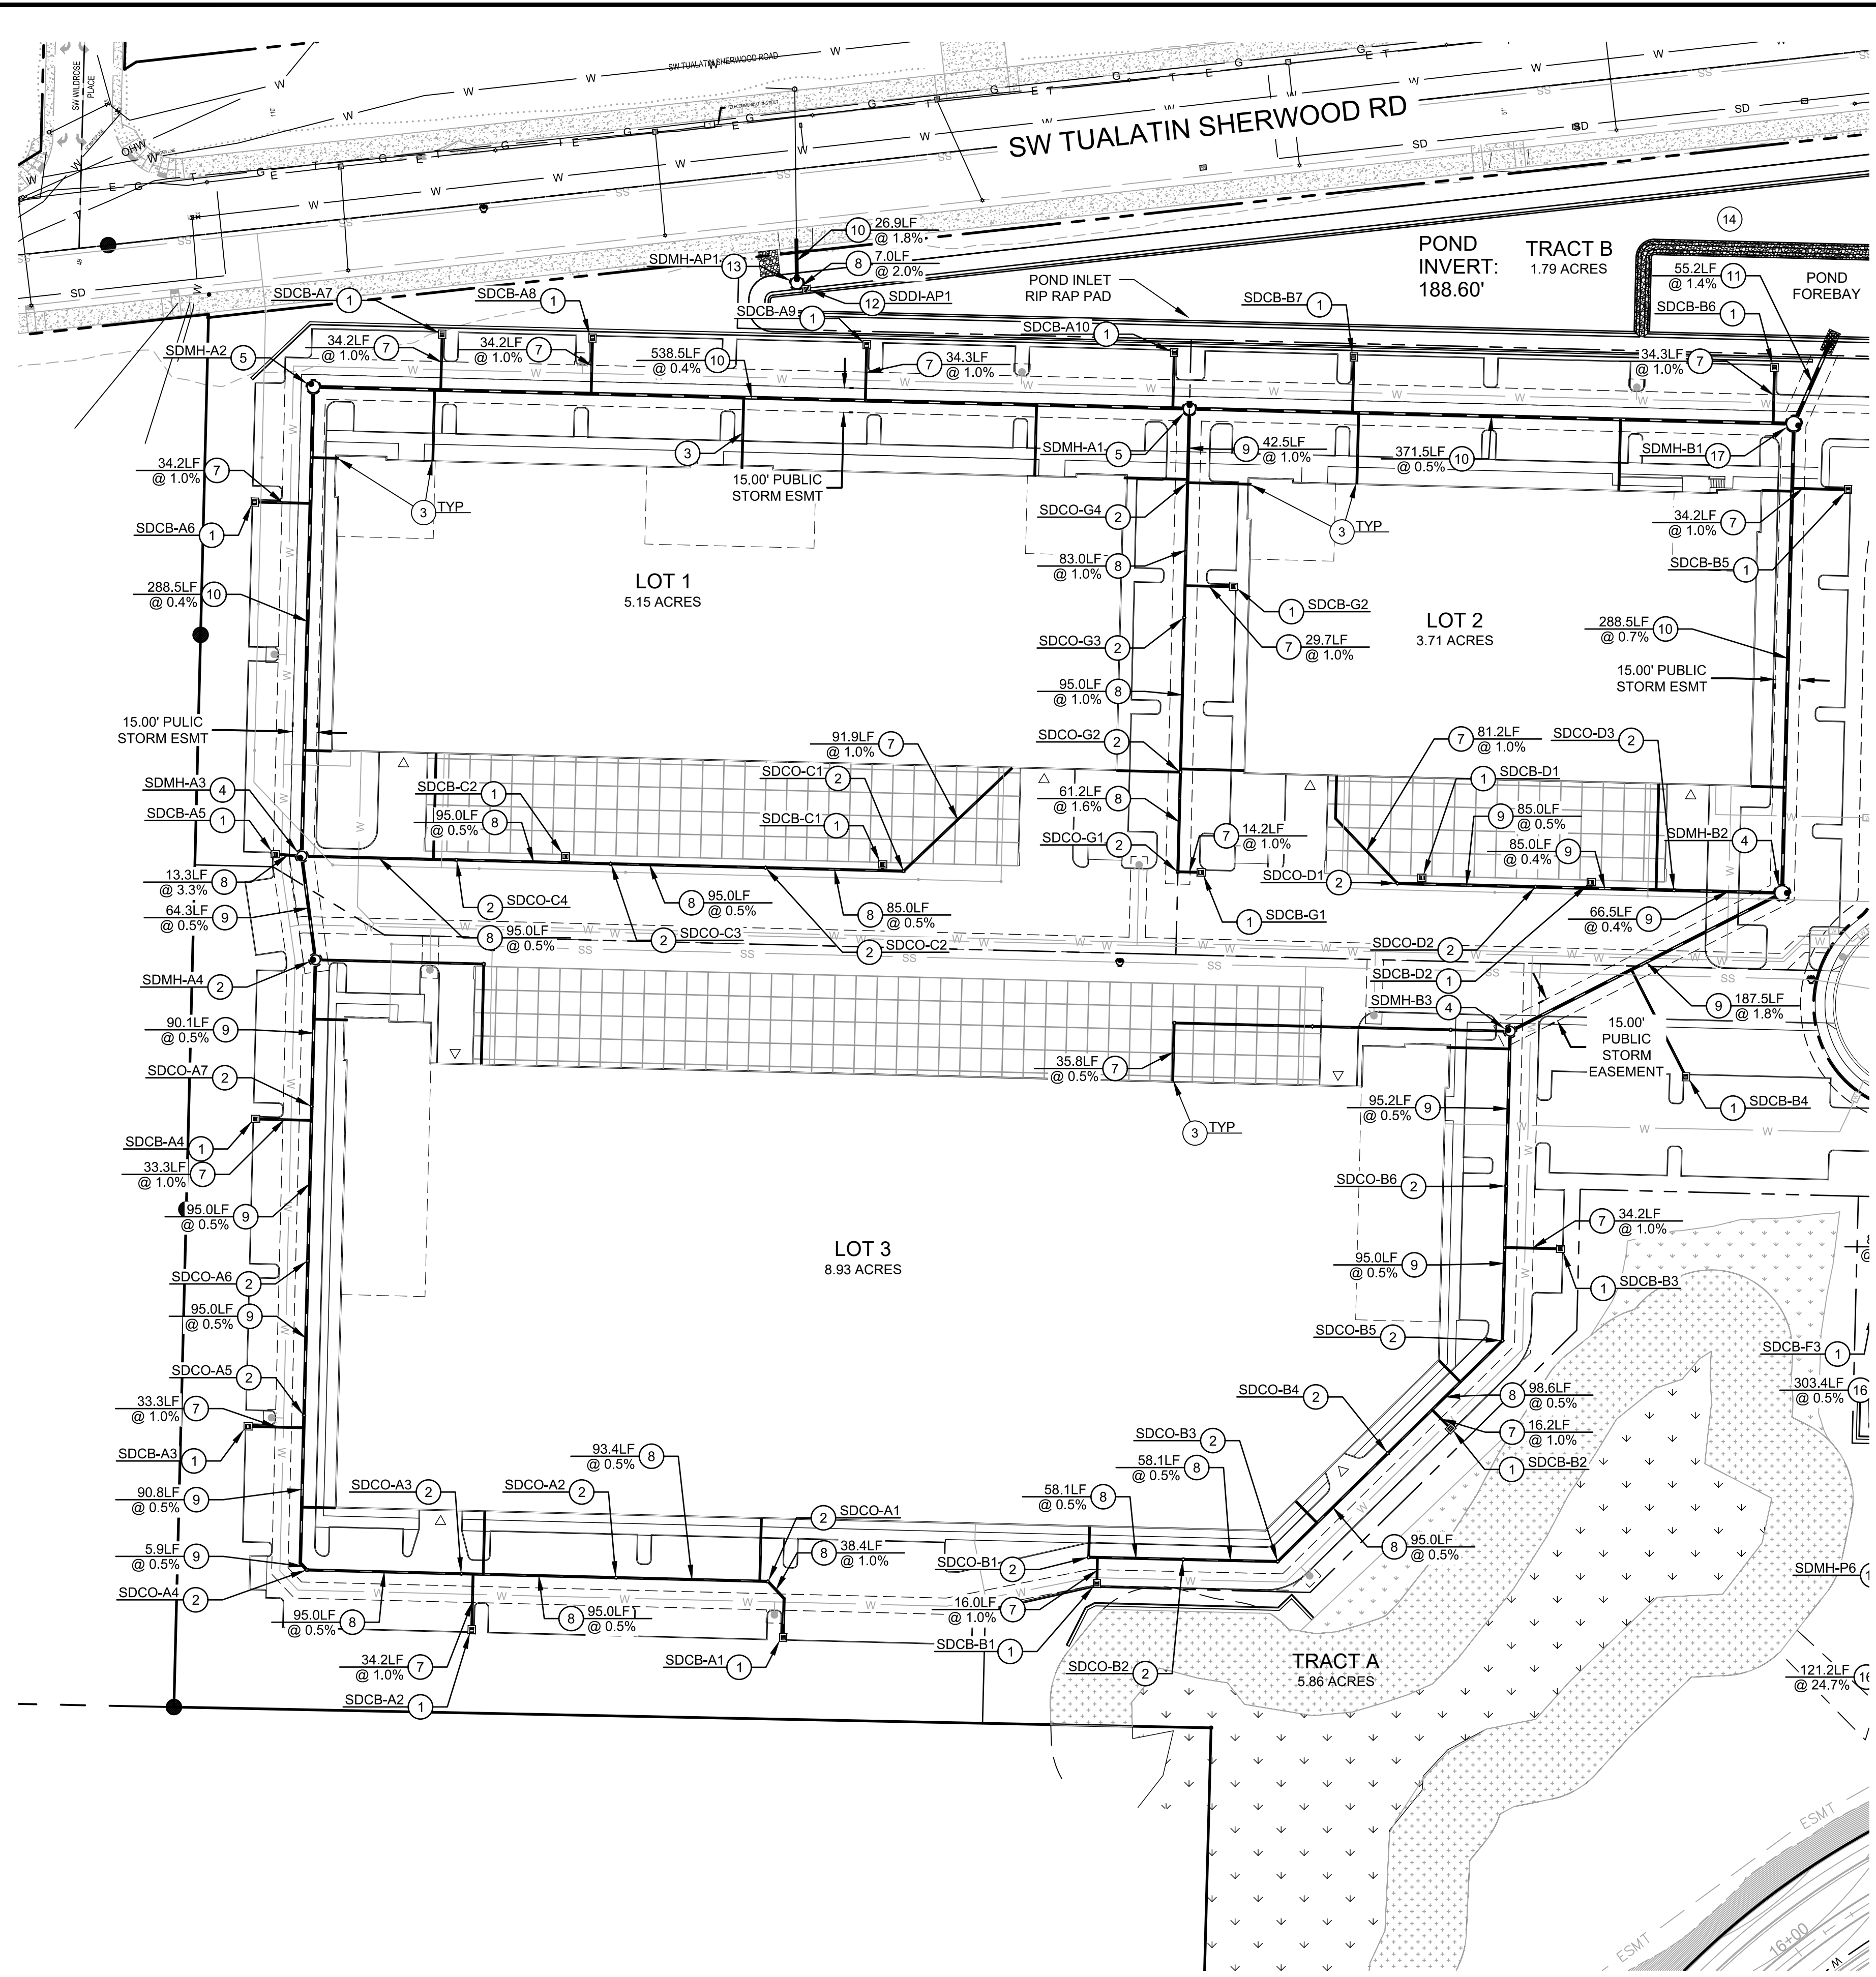 SW WILDROSE
PLACE
SW TUALATIN SHERWOOD ROAD
SW TUALATIN SHERWOOD RD
OHW
SD
SD
SD
SS
10
26.9LF
@ 1.8%
SDMH-AP1
13
8
7.0LF
@ 2.0%
12
SDDI-AP1
POND INLET
RIP RAP PAD
POND
INVERT:
188.60'
TRACT B
1.79 ACRES
14
55.2LF
@ 1.4%
11
POND
FOREBAY
SDCB-A7
1
SDCB-A8
1
SDCB-A9
1
SDCB-A10
1
SDCB-B7
1
SDCB-B6
1
SDMH-A2
5
34.2LF
@ 1.0%
7
34.2LF
@ 1.0%
7
538.5LF
@ 0.4%
10
7
34.3LF
@ 1.0%
34.3LF
@ 1.0%
7
3
15.00' PUBLIC
STORM ESMT
SDMH-A1
5
9
42.5LF
@ 1.0%
371.5LF
@ 0.5%
10
SDMH-B1
17
34.2LF
@ 1.0%
7
3
TYP
SDCO-G4
2
3
TYP
34.2LF
@ 1.0%
7
SDCB-A6
1
SDCB-B5
1
83.0LF
@ 1.0%
8
LOT 1
5.15 ACRES
288.5LF
@ 0.4%
10
1
SDCB-G2
LOT 2
3.71 ACRES
288.5LF
@ 0.7%
10
SDCO-G3
2
7
29.7LF
@ 1.0%
15.00' PUBLIC
STORM ESMT
95.0LF
@ 1.0%
8
15.00' PULIC
STORM ESMT
91.9LF
@ 1.0%
7
SDCO-G2
2
7
81.2LF
@ 1.0%
SDCO-D3
2
SDMH-A3
4
SDCB-C2
1
SDCO-C1
2
61.2LF
@ 1.6%
8
1
SDCB-D1
SDCB-A5
1
95.0LF
@ 0.5%
8
SDCB-C1
1
SDCO-G1
2
7
14.2LF
@ 1.0%
9
85.0LF
@ 0.5%
SDMH-B2
4
85.0LF
@ 0.4%
9
13.3LF
@ 3.3%
8
SDCO-D1
2
64.3LF
@ 0.5%
9
2
SDCO-C4
8
95.0LF
@ 0.5%
8
85.0LF
@ 0.5%
1
SDCB-G1
66.5LF
@ 0.4%
9
8
95.0LF
@ 0.5%
2
SDCO-C3
2
SDCO-C2
SDCO-D2
2
SDCB-D2
1
SDMH-A4
2
SDMH-B3
4
9
187.5LF
@ 1.8%
90.1LF
@ 0.5%
9
15.00'
PUBLIC
STORM
EASEMENT
SDCO-A7
2
35.8LF
@ 0.5%
7
95.2LF
@ 0.5%
9
1
SDCB-B4
3
TYP
SDCB-A4
1
33.3LF
@ 1.0%
7
SDCO-B6
2
95.0LF
@ 0.5%
9
7
34.2LF
@ 1.0%
LOT 3
8.93 ACRES
SDCO-A6
2
95.0LF
@ 0.5%
9
1
SDCB-B3
95.0LF
@ 0.5%
9
SDCO-B5
2
SDCB-F3
1
SDCO-A5
2
SDCO-B4
2
8
98.6LF
@ 0.5%
303.4LF
@ 0.5%
16
33.3LF
@ 1.0%
7
SDCB-A3
1
93.4LF
@ 0.5%
8
SDCO-B3
2
7
16.2LF
@ 1.0%
58.1LF
@ 0.5%
8
1
SDCB-B2
90.8LF
@ 0.5%
9
SDCO-A3
2
SDCO-A2
2
58.1LF
@ 0.5%
8
2
SDCO-A1
5.9LF
@ 0.5%
9
8
38.4LF
@ 1.0%
SDCO-B1
2
8
95.0LF
@ 0.5%
SDMH-P6
SDCO-A4
2
95.0LF
@ 0.5%
8
8
95.0LF
@ 0.5%
16.0LF
@ 1.0%
7
SDCB-B1
1
34.2LF
@ 1.0%
7
SDCB-A1
1
SDCO-B2
2
TRACT A
5.86 ACRES
121.2LF
@ 24.7%
16
SDCB-A2
1
ESMT
ESMT
16+00